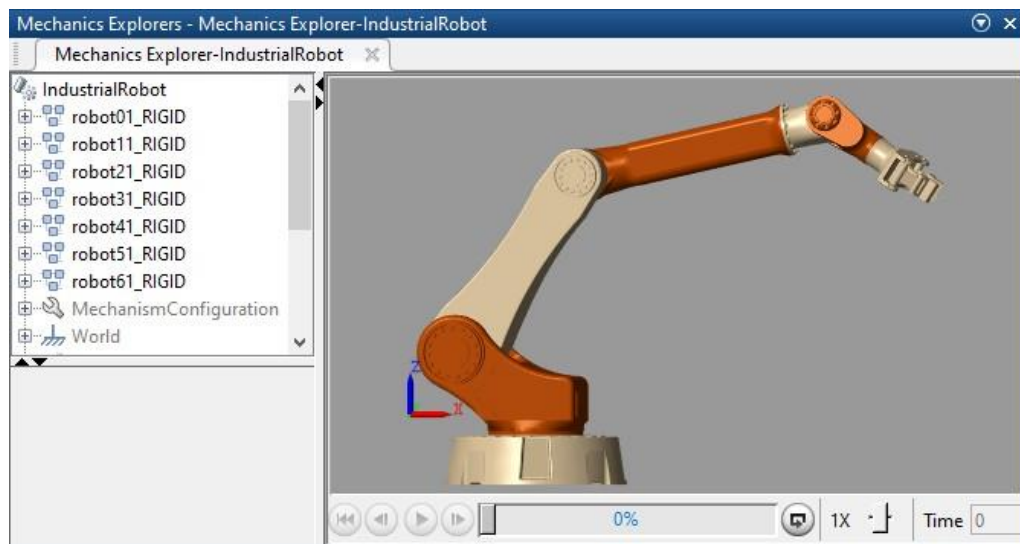 Mechanics Explorers - Mechanics Explorer-IndustrialRobot
Mechanics Explorer-IndustrialRobot
IndustrialRobot
robot01_RIGID
robot11_RIGID
robot21_RIGID
robot31_RIGID
robot41_RIGID
robot51_RIGID
robot61_RIGID
MechanismConfiguration
World
Z
X
0%
1X
Time 0